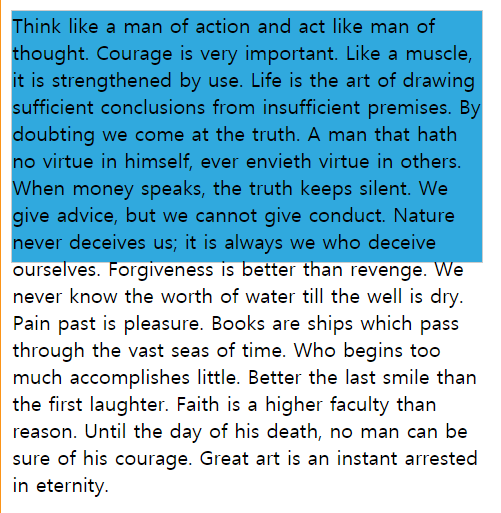 Think like a man of action and act like man of
thought. Courage is very important. Like a muscle,
it is strengthened by use. Life is the art of drawing
sufficient conclusions from insufficient premises. By
doubting we come at the truth. A man that hath
no virtue in himself, ever envieth virtue in others.
When money speaks, the truth keeps silent. We
give advice, but we cannot give conduct. Nature
never deceives us; it is always we who deceive
ourselves. Forgiveness is better than revenge. We
never know the worth of water till the well is dry.
Pain past is pleasure. Books are ships which pass
through the vast seas of time. Who begins too
much accomplishes little. Better the last smile than
the first laughter. Faith is a higher faculty than
reason. Until the day of his death, no man can be
sure of his courage. Great art is an instant arrested
in eternity.